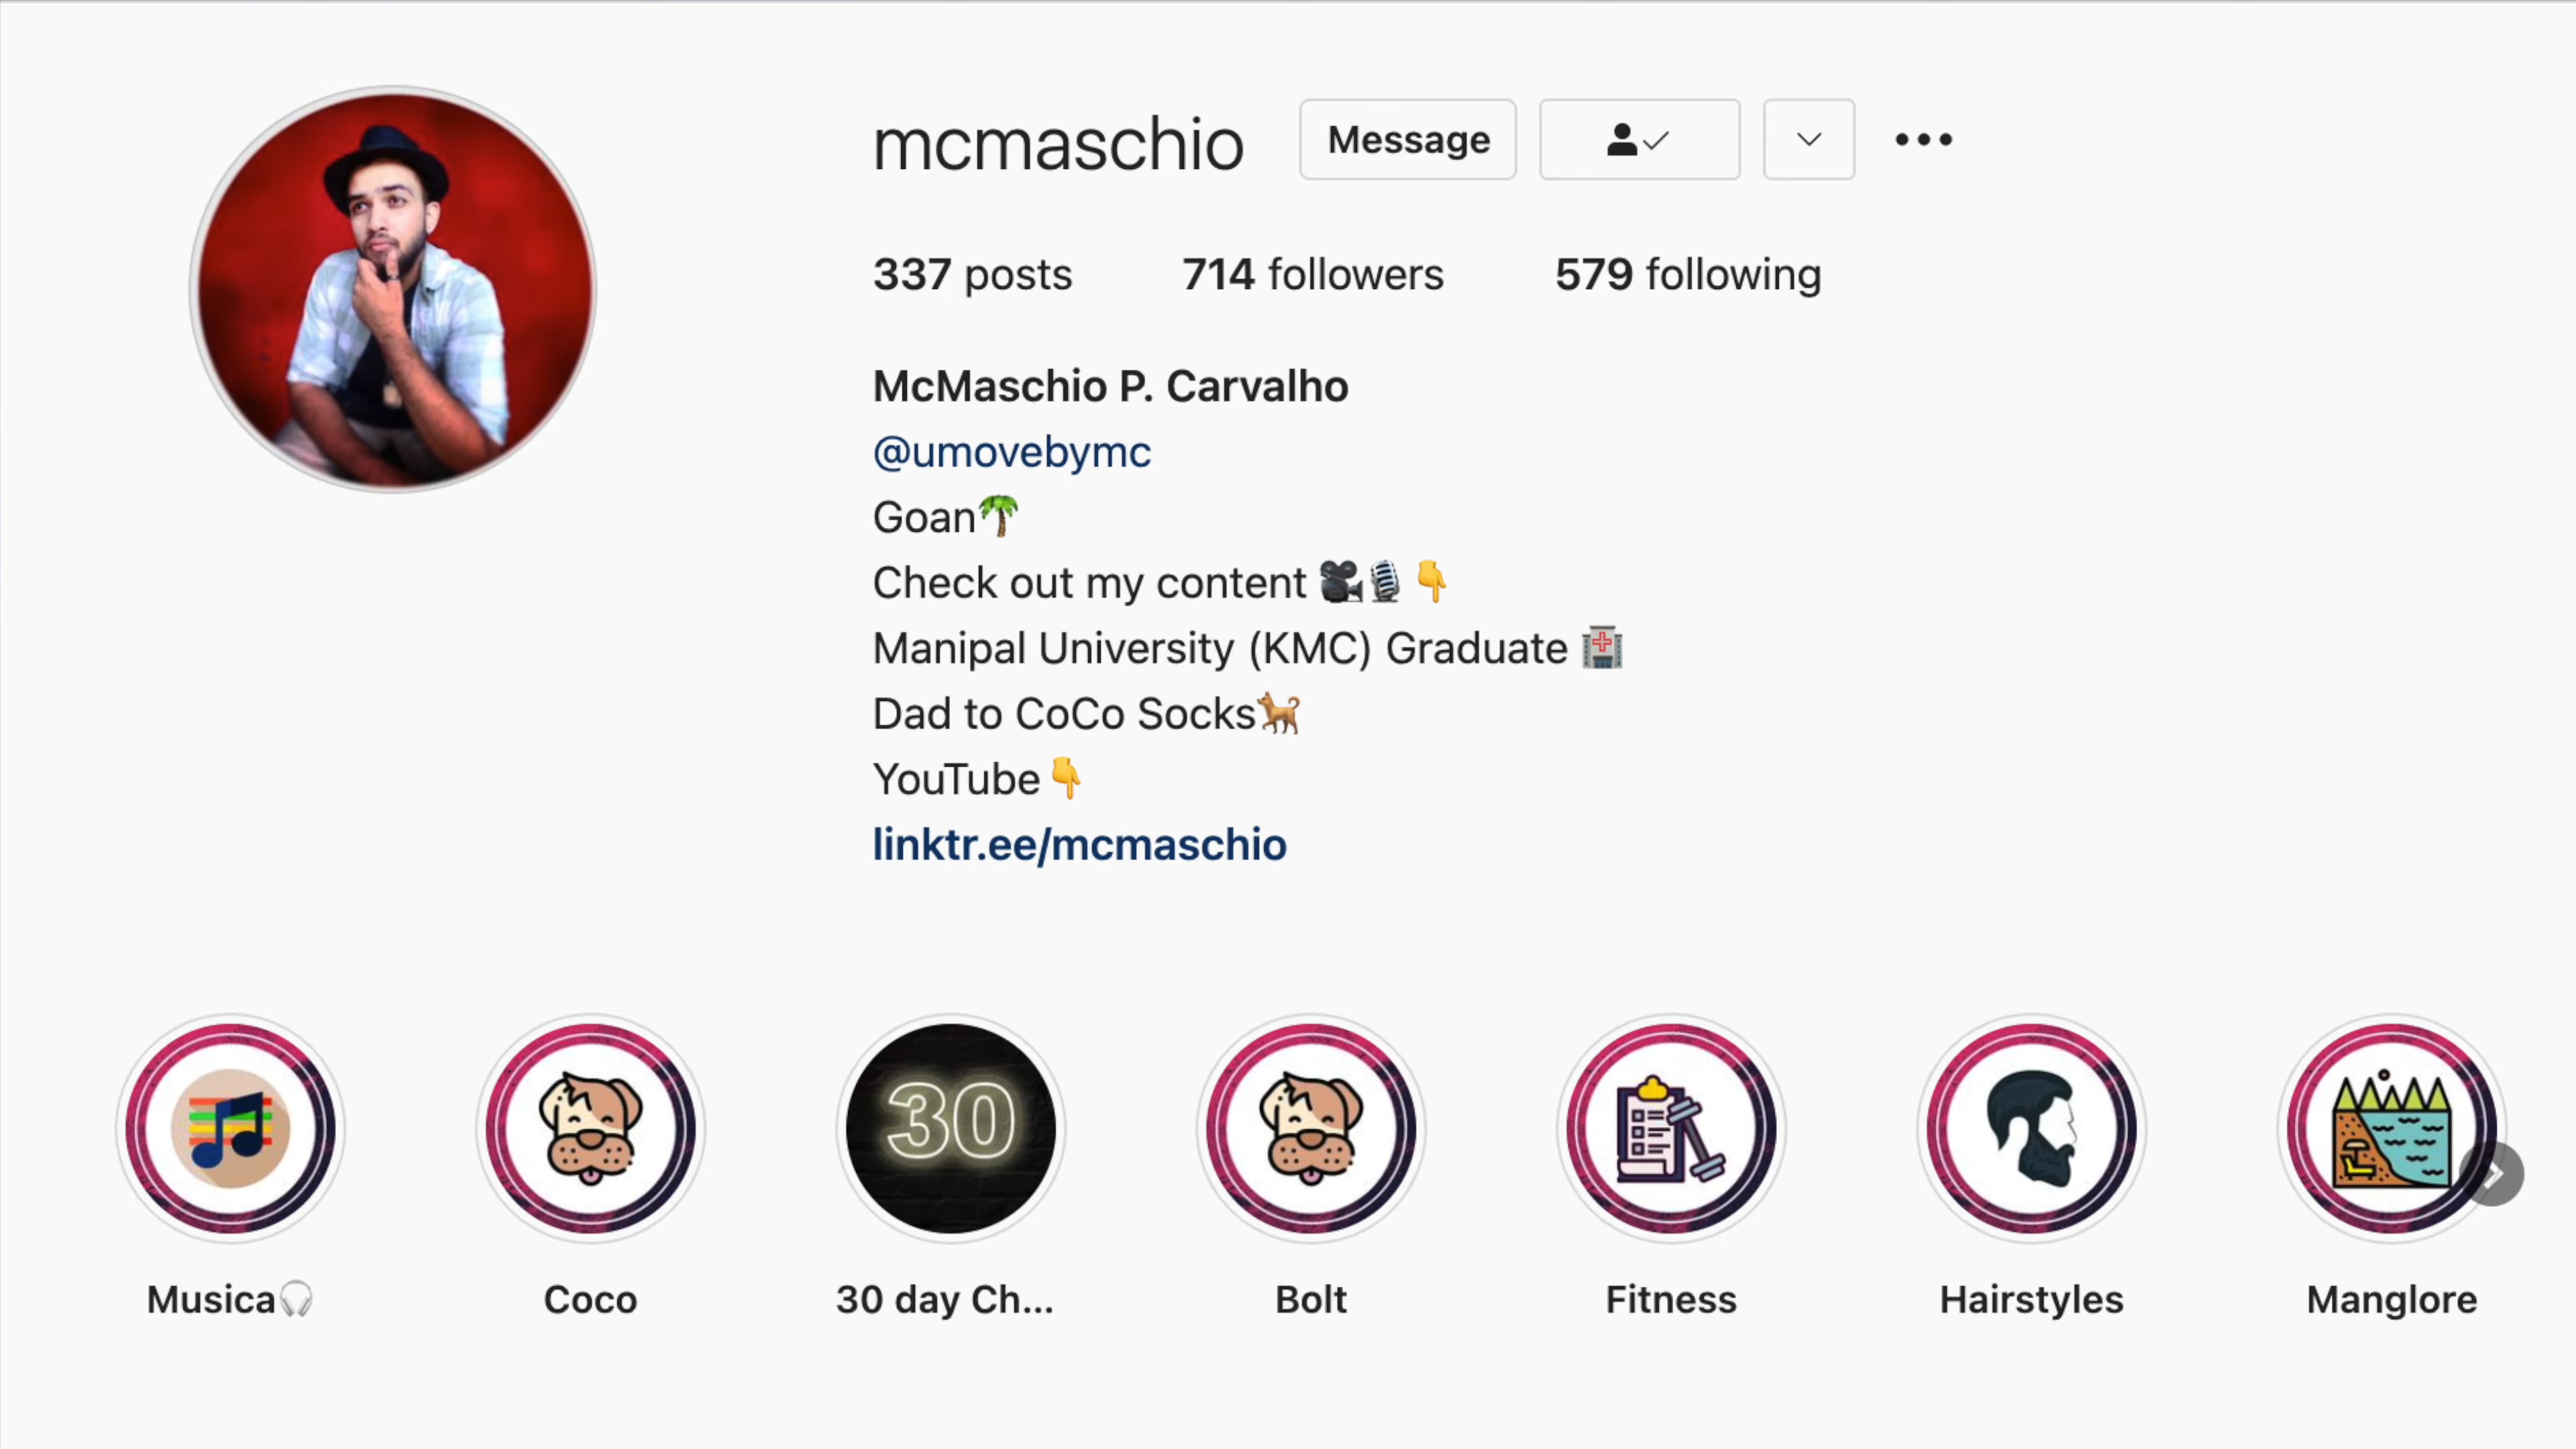 mcmaschio Message
337 posts 714 followers 579 following
McMaschio P. Carvalho
@umovebymc
Goan🌴
Check out my content 🎥🎙️👇
Manipal University (KMC) Graduate 🏥
Dad to CoCo Socks🐕
YouTube👇
linktr.ee/mcmaschio
30
Musica🎧 Coco 30 day Ch... Bolt Fitness Hairstyles Manglore